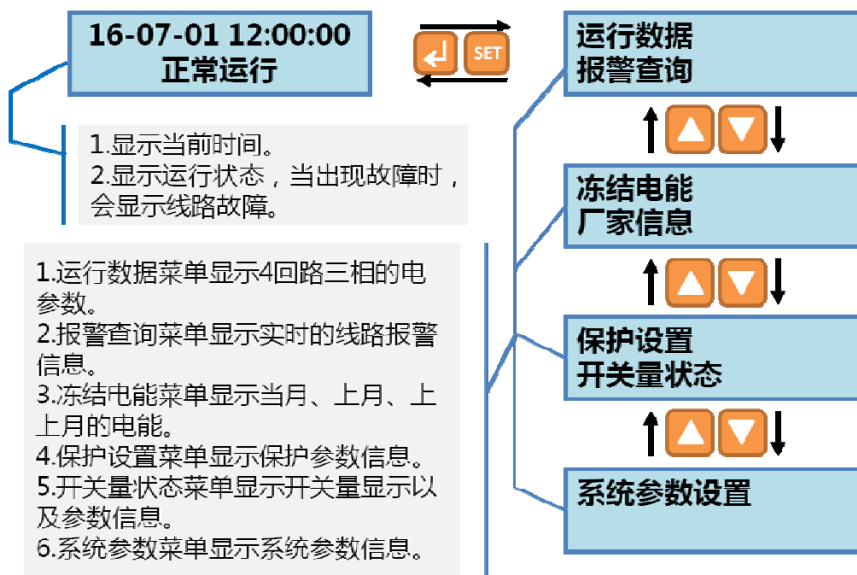 16-07-01 12:00:00
正常运行
SET
1.显示当前时间。
2.显示运行状态，当出现故障时，
会显示线路故障。
1.运行数据菜单显示4回路三相的电
参数。
2.报警查询菜单显示实时的线路报警
信息。
3.冻结电能菜单显示当月、上月、上
上月的电能。
4.保护设置菜单显示保护参数信息。
5.开关量状态菜单显示开关量显示以
及参数信息。
6.系统参数菜单显示系统参数信息。
运行数据
报警查询
冻结电能
厂家信息
保护设置
开关量状态
系统参数设置